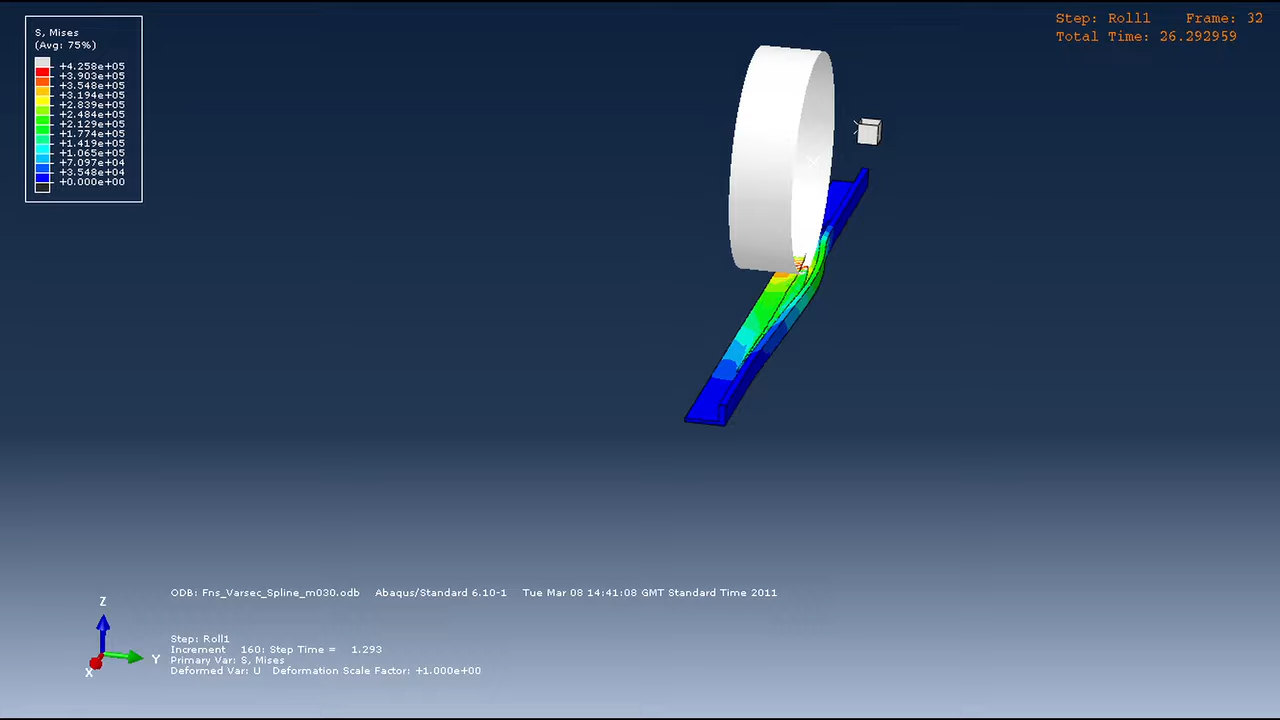 S, Mises
(Avg: 75%)
+4.258e+05
+3.903e+05
+3.548e+05
+3.194e+05
+2.839e+05
+2.484e+05
+2.129e+05
+1.774e+05
+1.419e+05
+1.065e+05
+7.097e+04
+3.548e+04
+0.000e+00
Step: Roll1 Frame: 32
Total Time: 26.292959
ODB: Fns_Varsec_Spline_m030.odb Abaqus/Standard 6.10-1 Tue Mar 08 14:41:08 GMT Standard Time 2011
Z
Y
X
Step: Roll1
Increment 160: Step Time = 1.293
Primary Var: S, Mises
Deformed Var: U Deformation Scale Factor: +1.000e+00